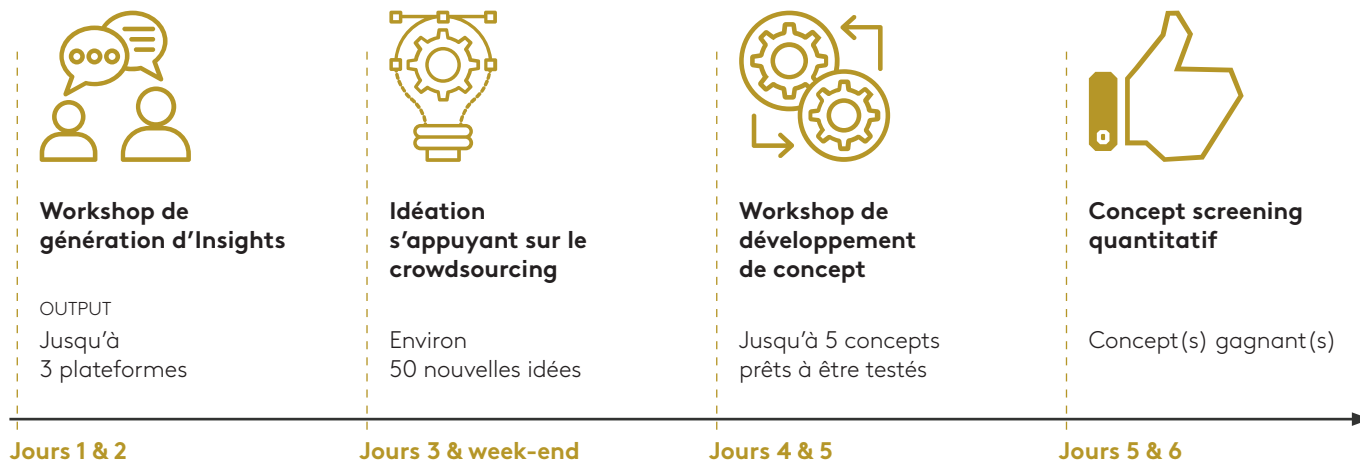 Workshop de
génération d’Insights
OUTPUT
Jusqu’à
3 plateformes
Jours 1 & 2
Idéation
s’appuyant sur le
crowdsourcing
Environ
50 nouvelles idées
Jours 3 & week-end
Workshop de
développement
de concept
Jusqu’à 5 concepts
prêts à être testés
Jours 4 & 5
Concept screening
quantitatif
Concept(s) gagnant(s)
Jours 5 & 6